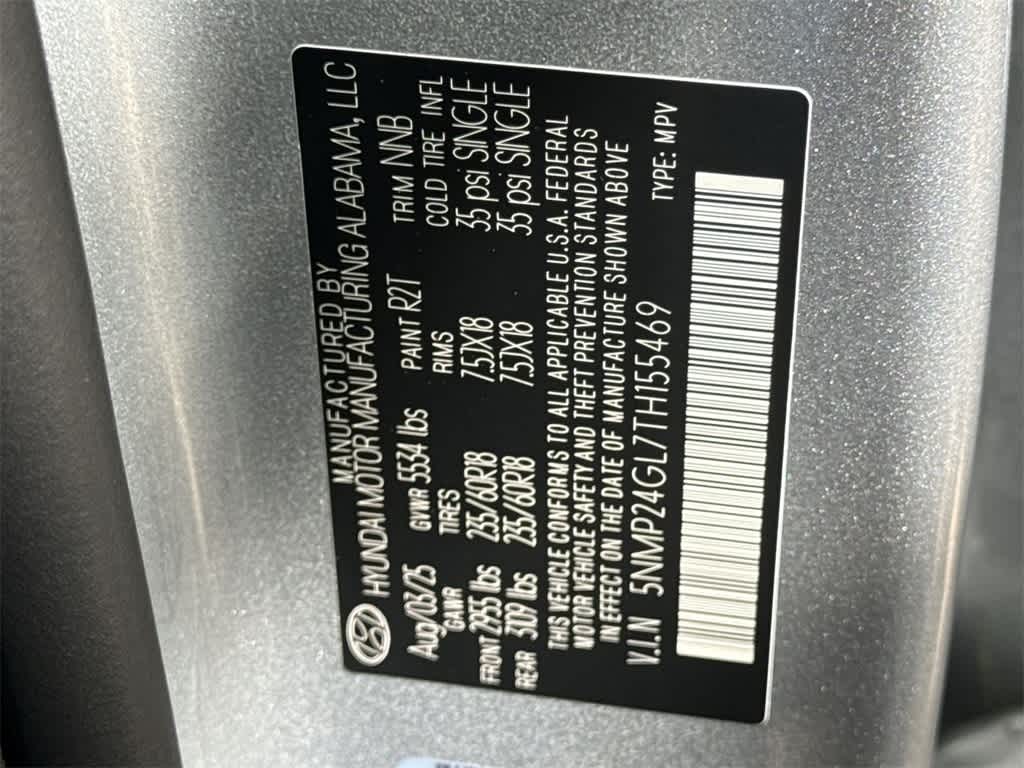 MANUFACTURED BY
HYUNDAI MOTOR MANUFACTURING ALABAMA, LLC
Aug/03/25 GVWR 5534 lbs PAINT R2T TRIM NNB
GAWR TIRES RIMS COLD TIRE INFL
FRONT 2955 lbs 235/60R18 7.5JX18 35 psi SINGLE
REAR 3109 lbs 235/60R18 7.5JX18 35 psi SINGLE
THIS VEHICLE CONFORMS TO ALL APPLICABLE U.S.A. FEDERAL
MOTOR VEHICLE SAFETY AND THEFT PREVENTION STANDARDS
IN EFFECT ON THE DATE OF MANUFACTURE SHOWN ABOVE
V.I.N 5NMP24GL7TH155469 TYPE: MPV